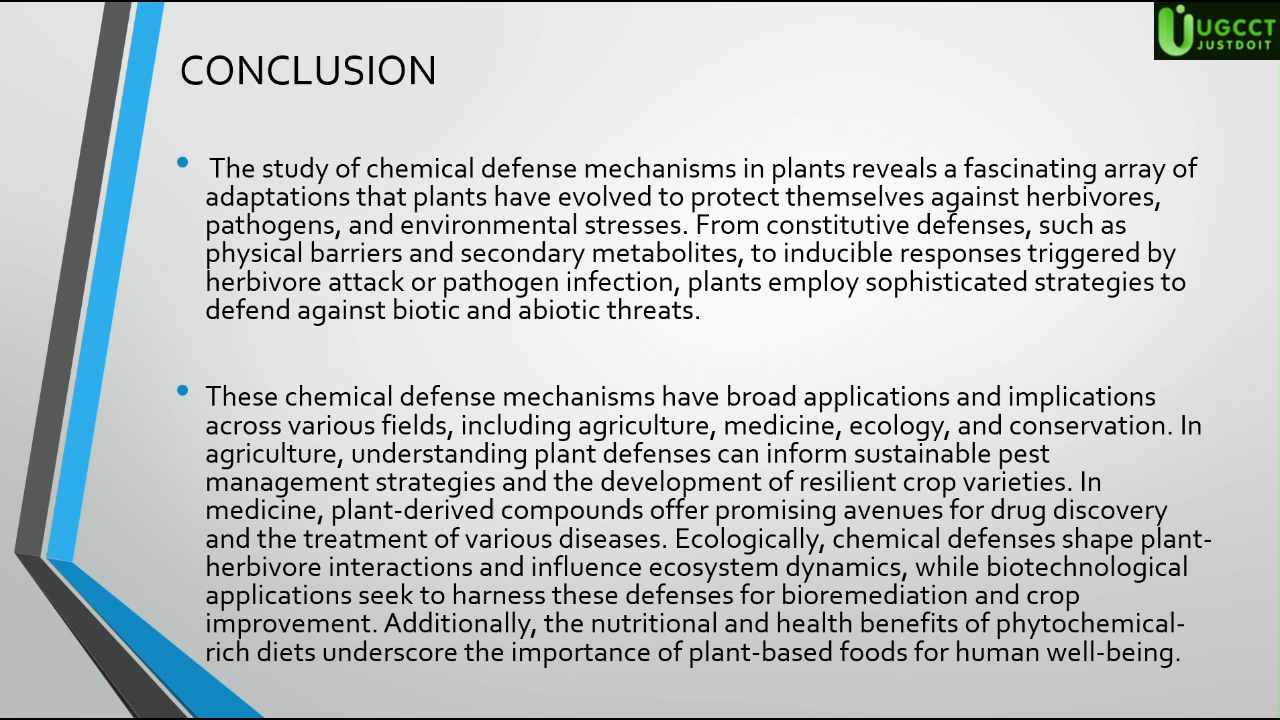 UGCCT
JUSTDOIT
CONCLUSION
• The study of chemical defense mechanisms in plants reveals a fascinating array of
adaptations that plants have evolved to protect themselves against herbivores,
pathogens, and environmental stresses. From constitutive defenses, such as
physical barriers and secondary metabolites, to inducible responses triggered by
herbivore attack or pathogen infection, plants employ sophisticated strategies to
defend against biotic and abiotic threats.
• These chemical defense mechanisms have broad applications and implications
across various fields, including agriculture, medicine, ecology, and conservation. In
agriculture, understanding plant defenses can inform sustainable pest
management strategies and the development of resilient crop varieties. In
medicine, plant-derived compounds offer promising avenues for drug discovery
and the treatment of various diseases. Ecologically, chemical defenses shape plant-
herbivore interactions and influence ecosystem dynamics, while biotechnological
applications seek to harness these defenses for bioremediation and crop
improvement. Additionally, the nutritional and health benefits of phytochemical-
rich diets underscore the importance of plant-based foods for human well-being.